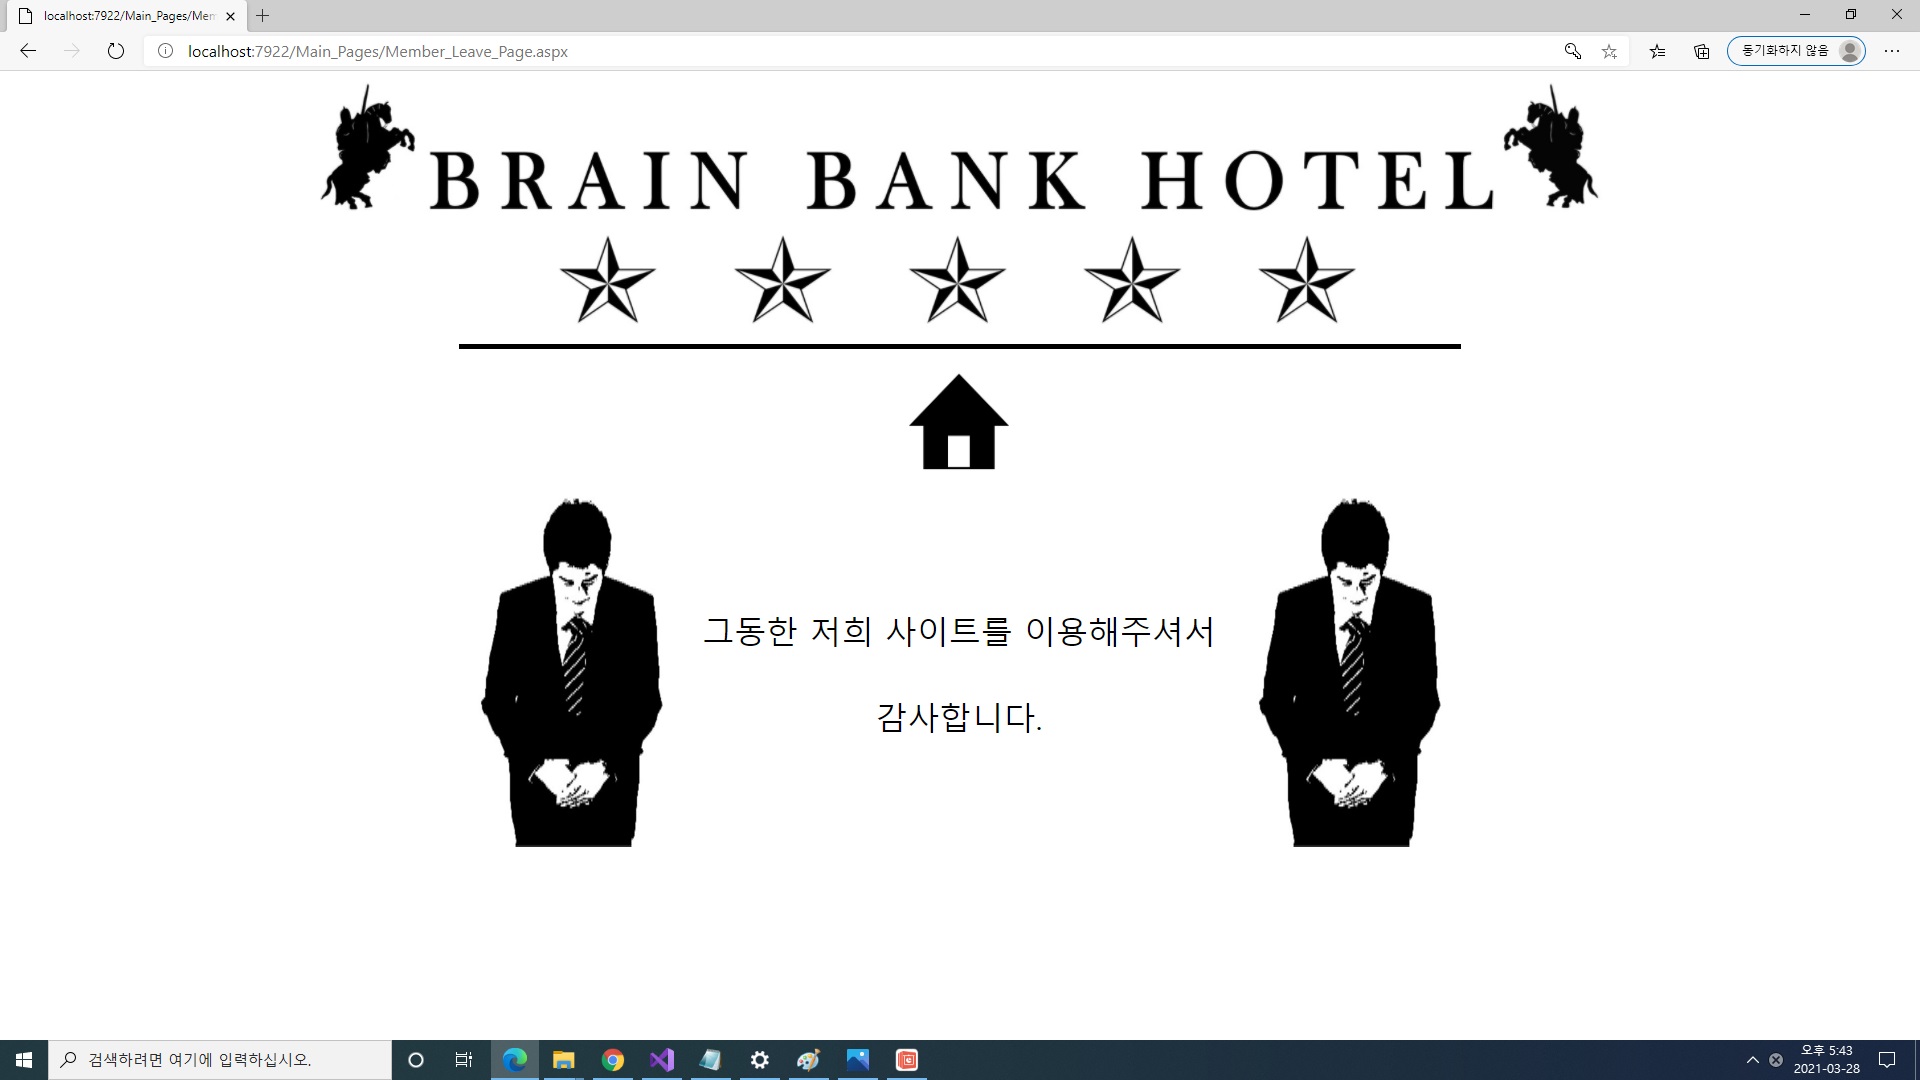 localhost:7922/Main_Pages/Mem
localhost:7922/Main_Pages/Member_Leave_Page.aspx
동기화하지 않음
BRAIN BANK HOTEL
그동한 저희 사이트를 이용해주셔서
감사합니다.
검색하려면 여기에 입력하십시오.
오후 5:43
2021-03-28